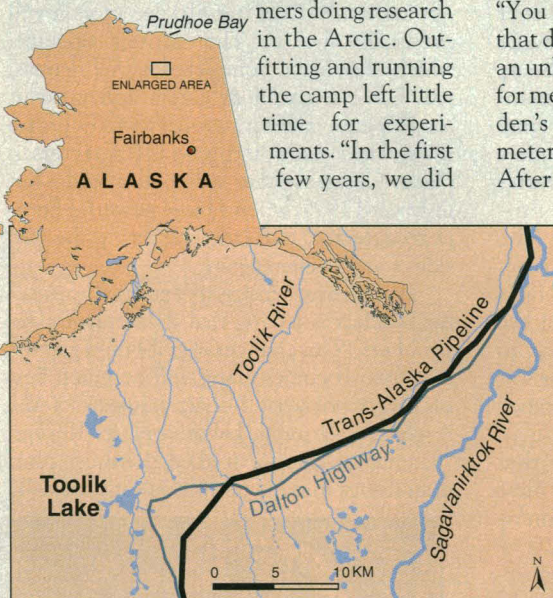 mers doing research
in the Arctic. Out-
fitting and running
the camp left little
time for experi-
ments. “In the first
few years, we did
“You
that d
an un
for me
den's
meter
After
Prudhoe Bay
ENLARGED AREA
Fairbanks
ALASKA
Toolik River
Trans-Alaska Pipeline
Dalton Highway
Sagavanirktok River
Toolik
Lake
0 5 10 KM
N